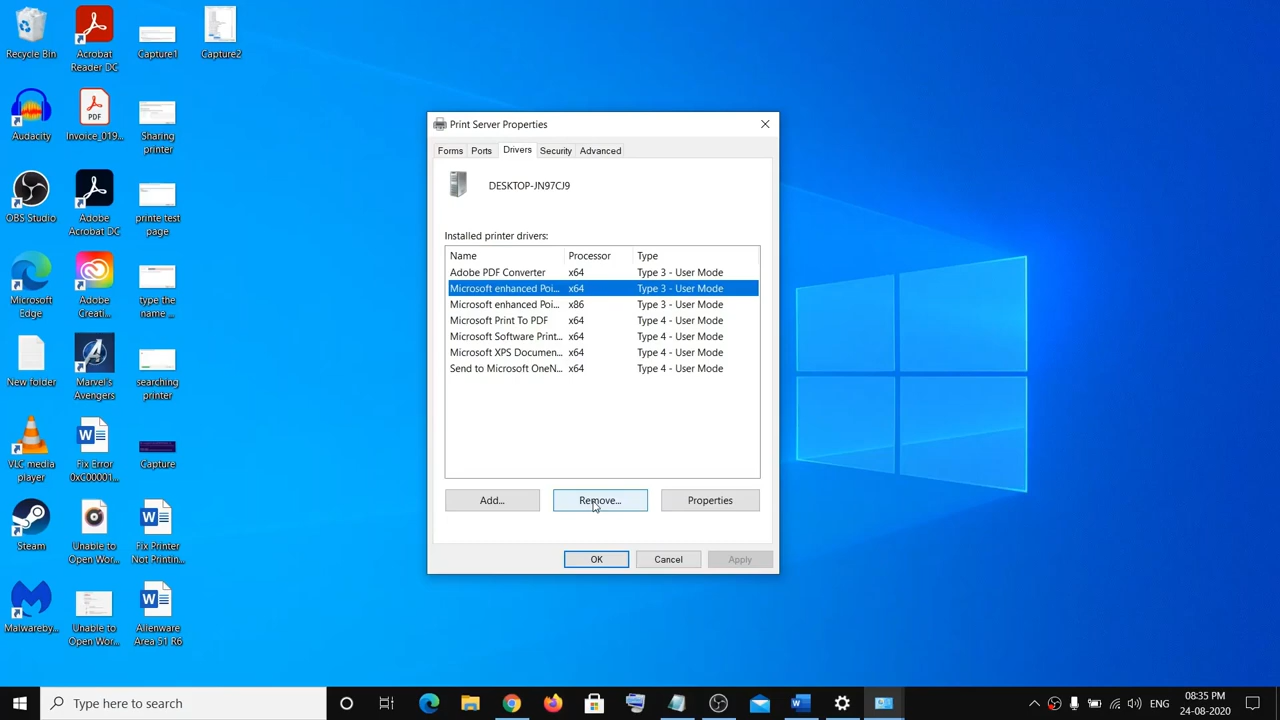 Recycle Bin
Acrobat
Reader DC
Capture1
Capture2
Audacity
PDF
Invoice_019...
Sharing
printer
OBS Studio
Adobe
Acrobat DC
printe test
page
Microsoft
Edge
Adobe
Creati...
type the
name ...
New folder
Marvel's
Avengers
searching
printer
VLC media
player
Fix Error
0xC00001...
Capture
Steam
Unable to
Open Wor...
Fix Printer
Not Printin...
Malwareby...
Unable to
Open Wor...
Alienware
Area 51 R6
Print Server Properties
Forms Ports Drivers Security Advanced
DESKTOP-JN97CJ9
Installed printer drivers:
Name Processor Type
Adobe PDF Converter x64 Type 3 - User Mode
Microsoft enhanced Poi... x64 Type 3 - User Mode
Microsoft enhanced Poi... x86 Type 3 - User Mode
Microsoft Print To PDF x64 Type 4 - User Mode
Microsoft Software Print... x64 Type 4 - User Mode
Microsoft XPS Documen... x64 Type 4 - User Mode
Send to Microsoft OneN... x64 Type 4 - User Mode
Add... Remove... Properties
OK Cancel Apply
Type here to search
ENG
08:35 PM
24-08-2020